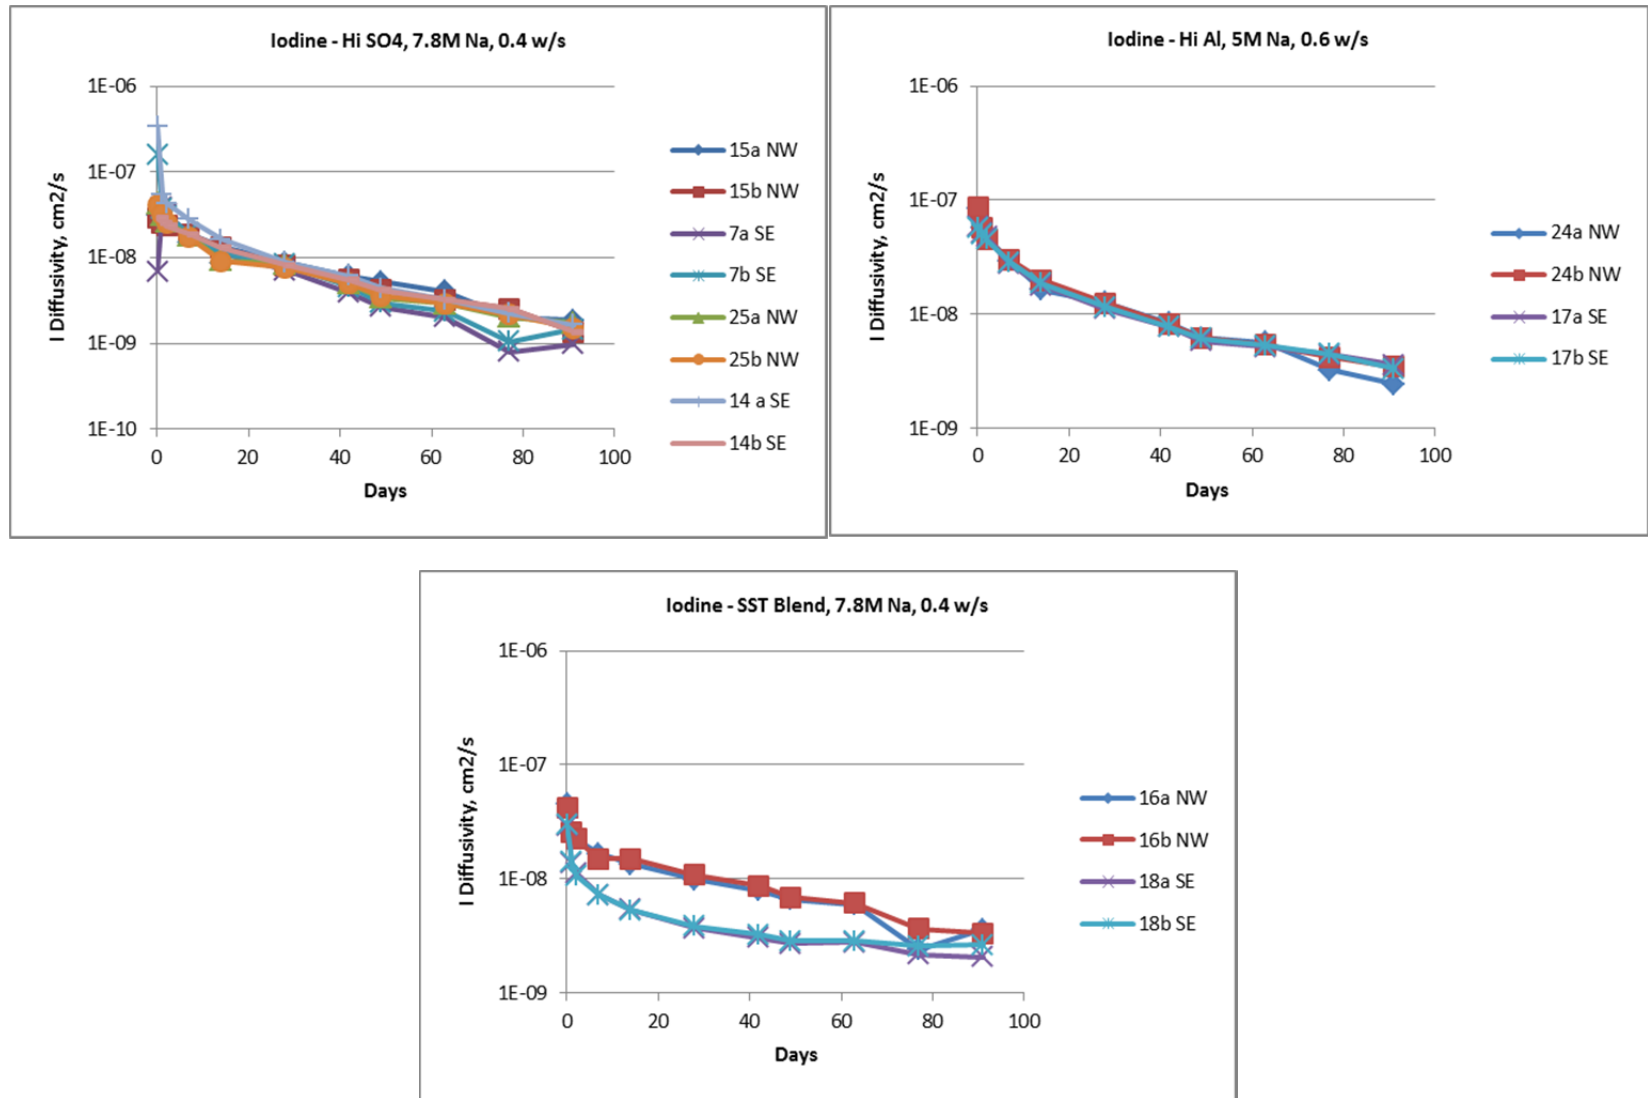 Iodine - Hi SO4, 7.8M Na, 0.4 w/s
1E-06
1E-07
1E-08
1E-09
1E-10
I Diffusivity, cm2/s
0 20 40 60 80 100
Days
15a NW
15b NW
7a SE
7b SE
25a NW
25b NW
14 a SE
14b SE
Iodine - Hi Al, 5M Na, 0.6 w/s
1E-06
1E-07
1E-08
1E-09
I Diffusivity, cm2/s
0 20 40 60 80 100
Days
24a NW
24b NW
17a SE
17b SE
Iodine - SST Blend, 7.8M Na, 0.4 w/s
1E-06
1E-07
1E-08
1E-09
I Diffusivity, cm2/s
0 20 40 60 80 100
Days
16a NW
16b NW
18a SE
18b SE